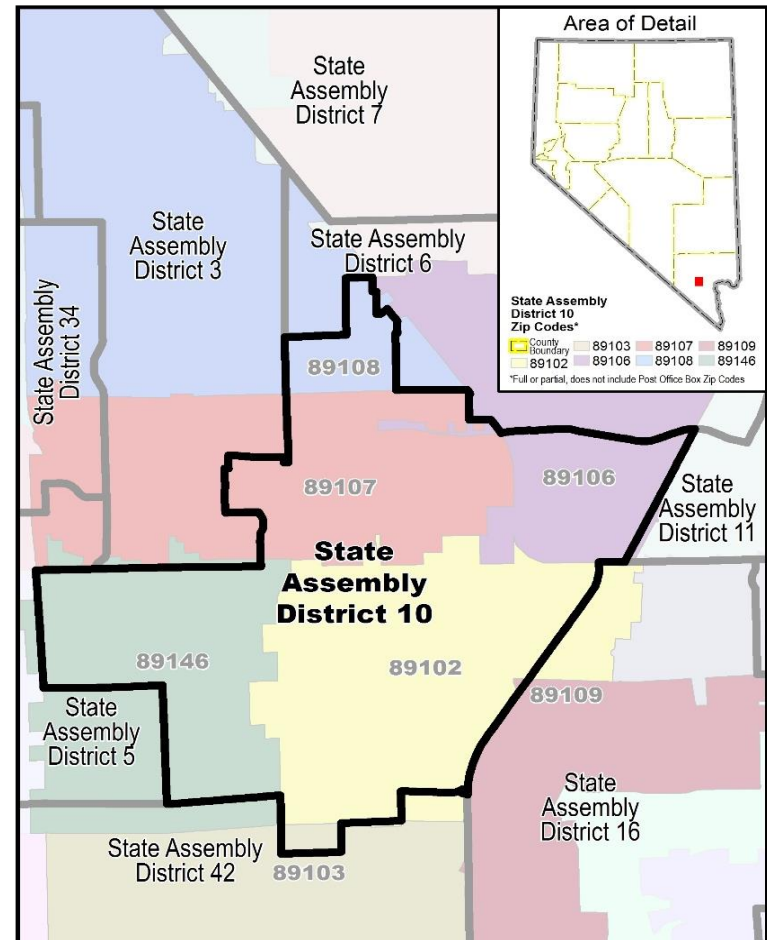 Area of Detail
State Assembly
District 10
Zip Codes*
County
Boundary
89102
89103
89106
89107
89108
89109
89146
*Full or partial, does not include Post Office Box Zip Codes
State
Assembly
District 7
State
Assembly
District 3
State Assembly
District 6
State Assembly
District 34
89108
89107
89106
State
Assembly
District 11
State
Assembly
District 10
89146
89102
89109
State
Assembly
District 5
State
Assembly
District 16
State Assembly
District 42
89103